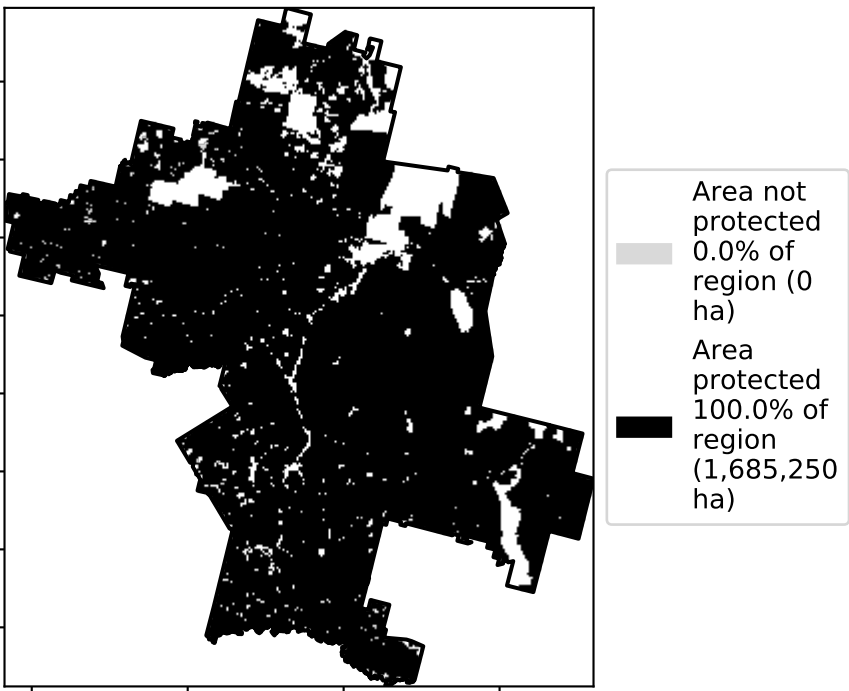 Area not
protected
0.0% of
region (0
ha)
Area
protected
100.0% of
region
(1,685,250
ha)